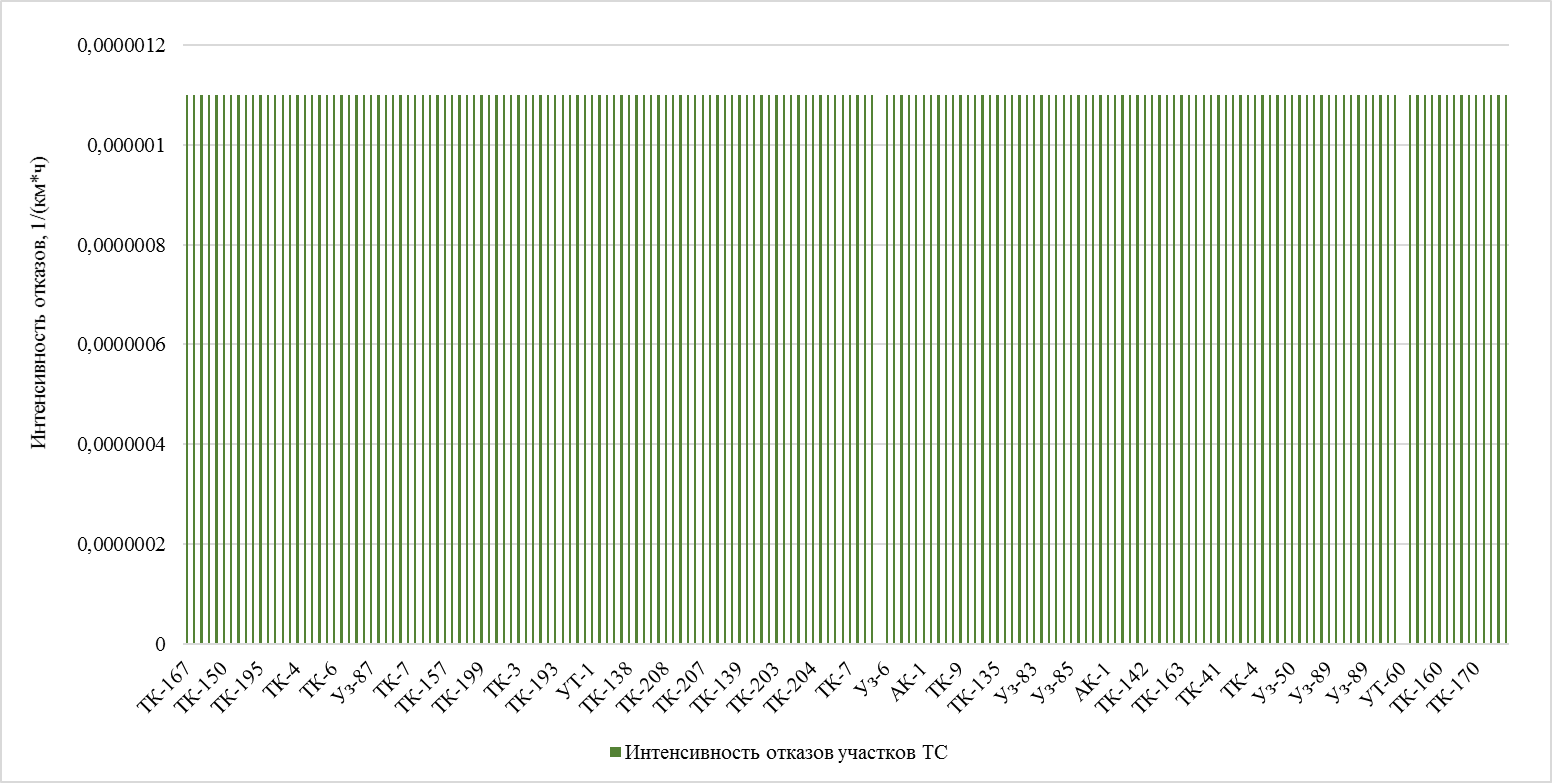 Интенсивность отказов, 1/(км*ч)
0,0000012
0,000001
0,0000008
0,0000006
0,0000004
0,0000002
0
ТК-167
ТК-150
ТК-195
ТК-4
ТК-6
Уз-87
ТК-7
ТК-157
ТК-199
ТК-3
ТК-193
УТ-1
ТК-138
ТК-208
ТК-207
ТК-139
ТК-203
ТК-204
ТК-7
Уз-6
АК-1
ТК-9
ТК-135
Уз-83
Уз-85
АК-1
ТК-142
ТК-163
ТК-41
ТК-4
Уз-50
Уз-89
Уз-89
УТ-60
ТК-160
ТК-170
Интенсивность отказов участков ТС